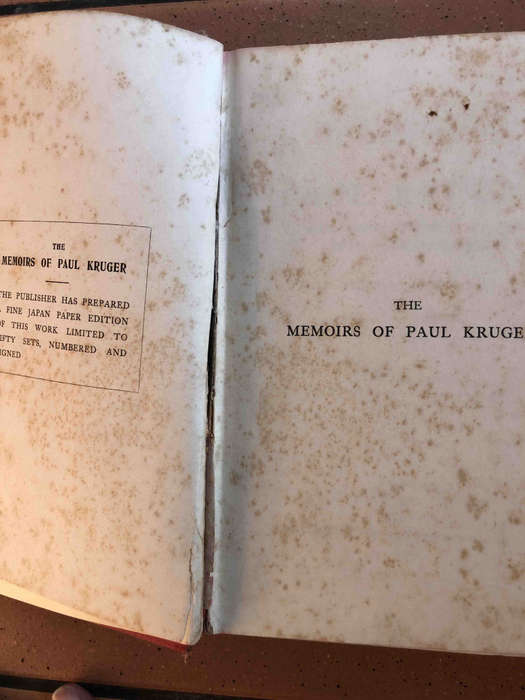 THE
MEMOIRS OF PAUL KRUGER
THE PUBLISHER HAS PREPARED
FINE JAPAN PAPER EDITION
OF THIS WORK LIMITED TO
FIFTY SETS, NUMBERED AND
SIGNED
THE
MEMOIRS OF PAUL KRUGE